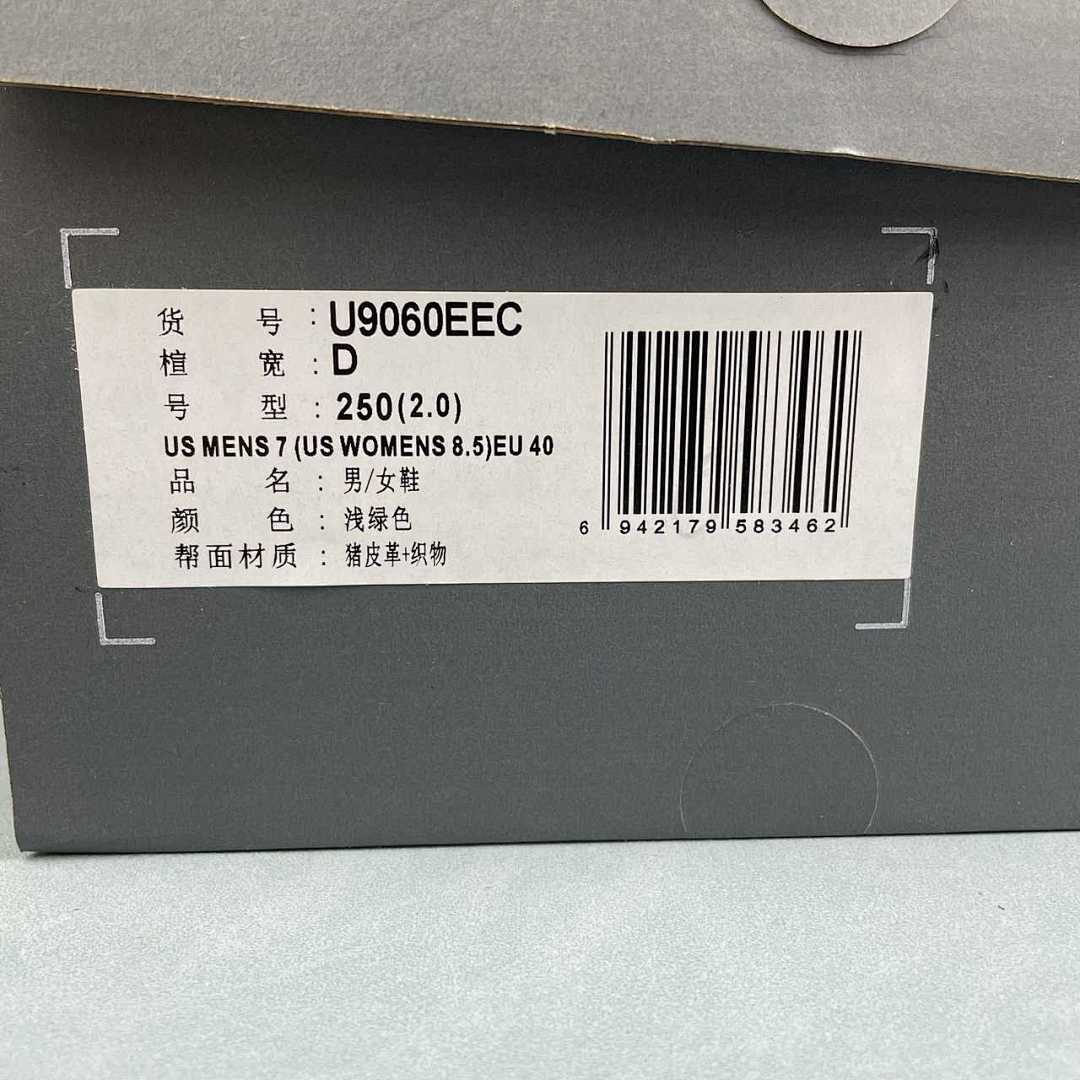 货 号 : U9060EEC
楦 宽 : D
号 型 : 250(2.0)
US MENS 7 (US WOMENS 8.5)EU 40
品 名 : 男/女鞋
颜 色 : 浅绿色
帮面材质 : 猪皮革+织物
6 942179 583462